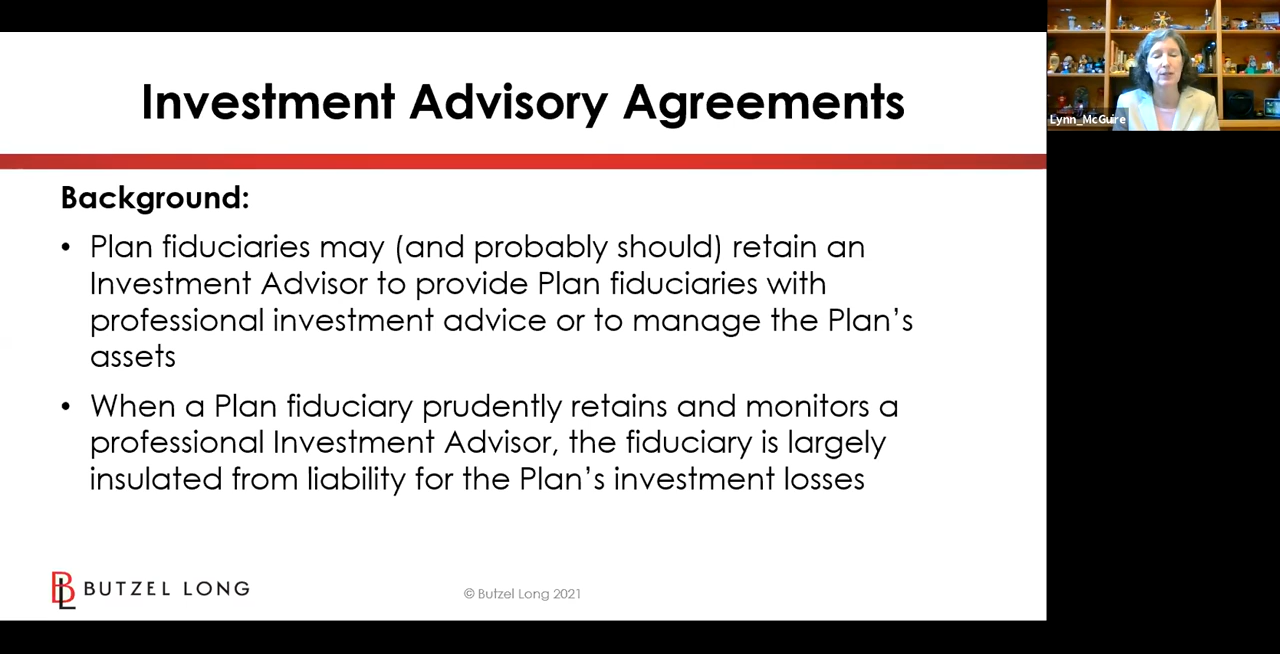 Investment Advisory Agreements
Lynn_McGuire
Background:
• Plan fiduciaries may (and probably should) retain an
Investment Advisor to provide Plan fiduciaries with
professional investment advice or to manage the Plan’s
assets
• When a Plan fiduciary prudently retains and monitors a
professional Investment Advisor, the fiduciary is largely
insulated from liability for the Plan’s investment losses
BL BUTZEL LONG
© Butzel Long 2021